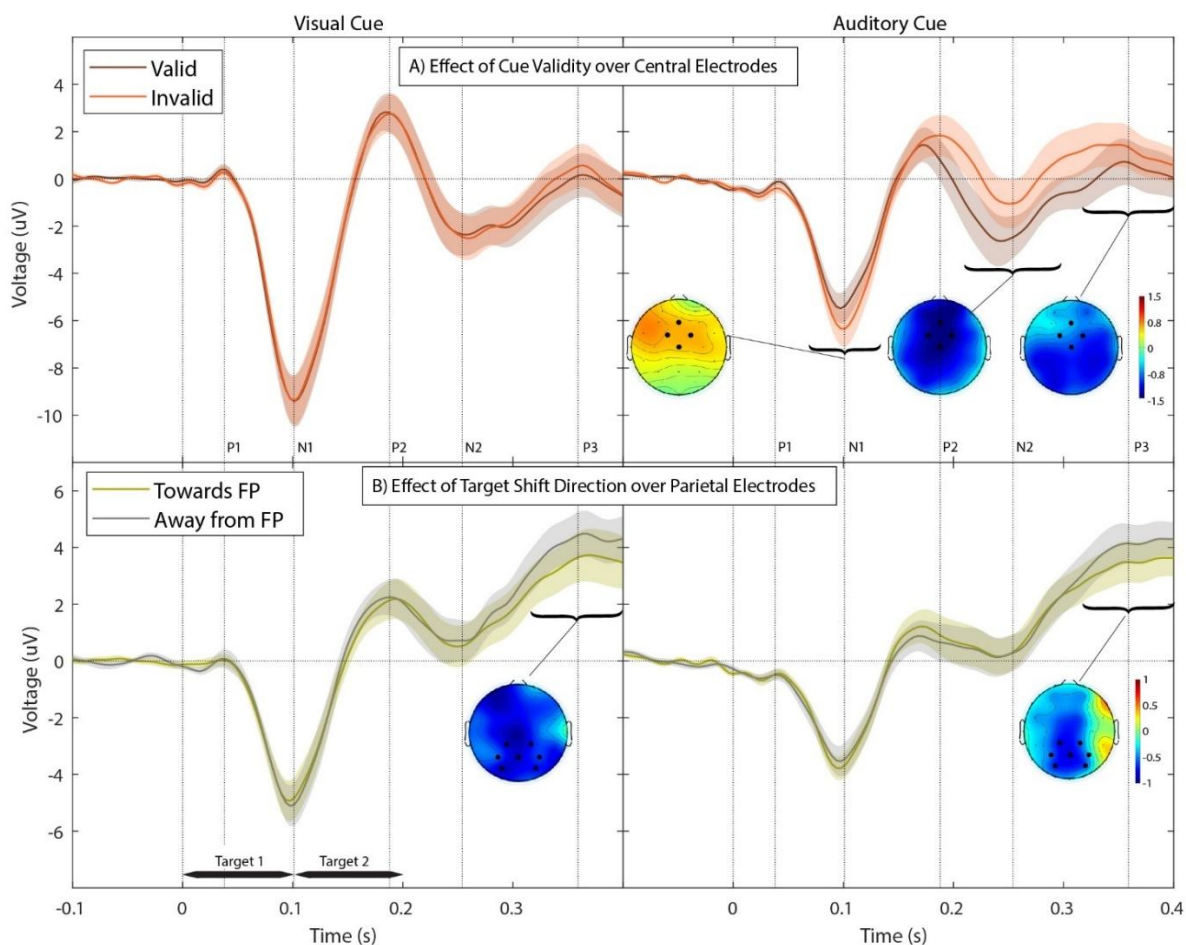 Visual Cue Auditory Cue
A) Effect of Cue Validity over Central Electrodes
Valid
Invalid
4
2
0
-2
-4
-6
-8
-10
Voltage (uV)
1.5
0.8
0
-0.8
-1.5
P1 N1 P2 N2 P3 P1 N1 P2 N2 P3
B) Effect of Target Shift Direction over Parietal Electrodes
Towards FP
Away from FP
6
4
2
0
-2
-4
-6
Voltage (uV)
1
0.5
0
-0.5
-1
Target 1 Target 2
-0.1 0 0.1 0.2 0.3 0 0.1 0.2 0.3 0.4
Time (s) Time (s)